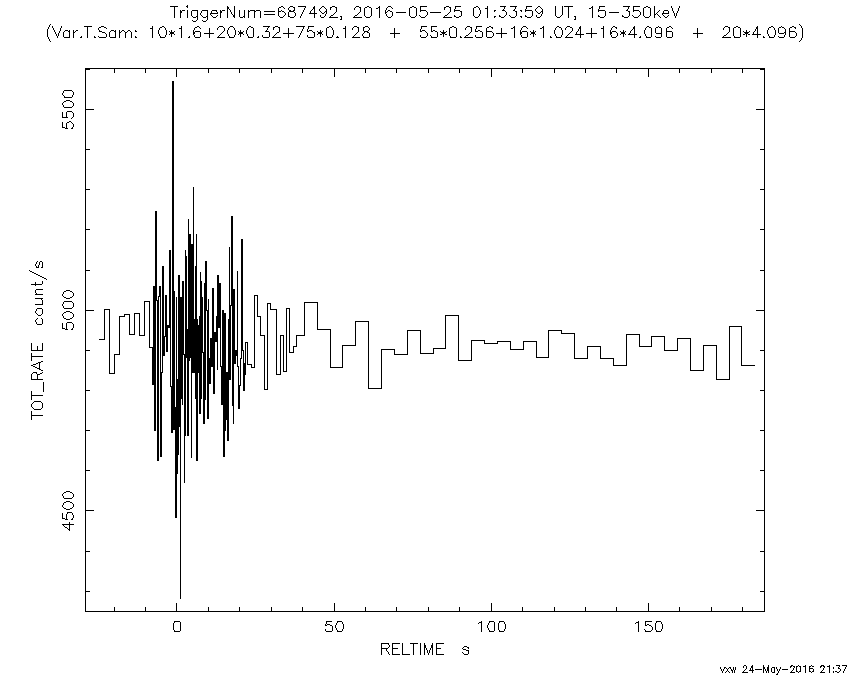 TriggerNum=687492, 2016-05-25 01:33:59 UT, 15-350keV
(Var.T.Sam: 10*1.6+20*0.32+75*0.128 + 55*0.256+16*1.024+16*4.096 + 20*4.096)
TOT_RATE count/s
5500
5000
4500
0 50 100 150
RELTIME s
vxw 24-May-2016 21:37